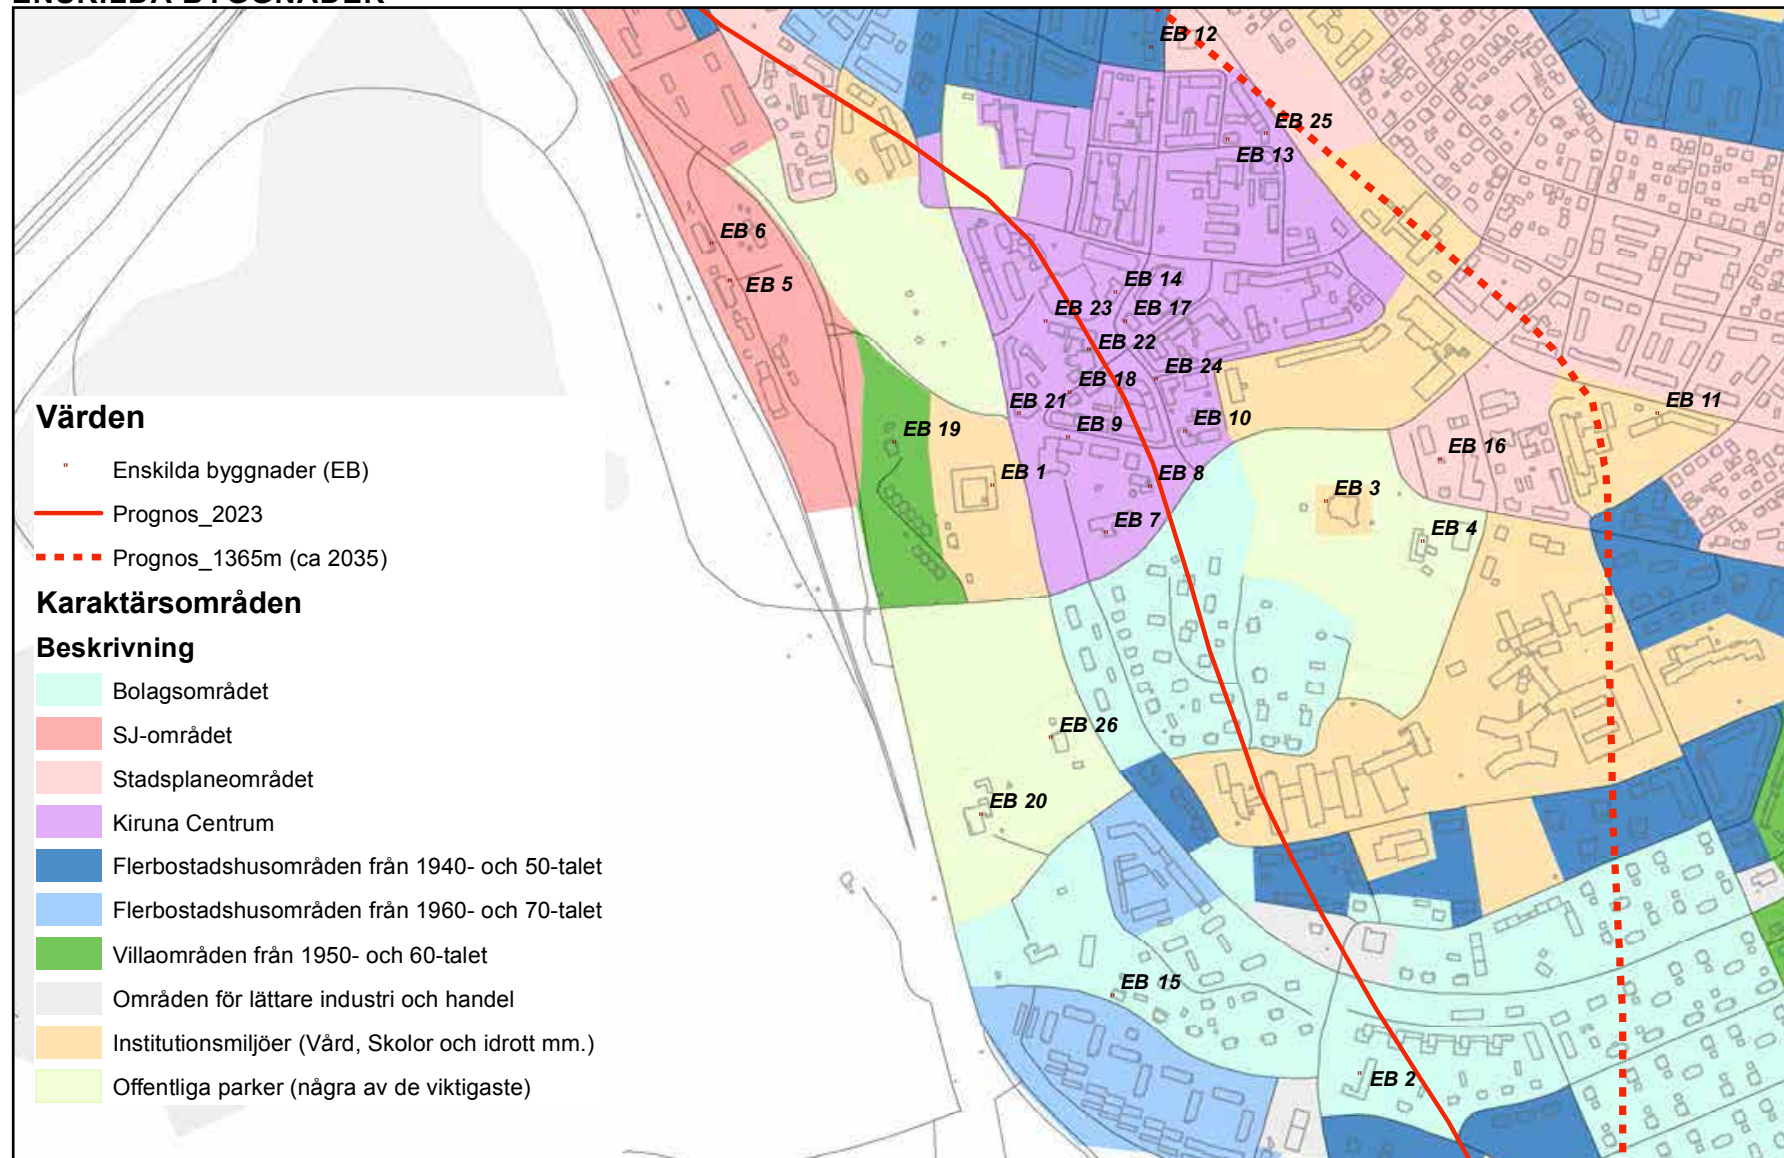 ENSKILDA BYGGNADER
EB 12
EB 25
EB 13
EB 6
EB 5
EB 14
EB 23
EB 17
EB 22
EB 24
EB 18
EB 21
EB 9
EB 10
EB 11
EB 19
EB 16
EB 1
EB 8
EB 3
EB 7
EB 4
EB 26
EB 20
EB 15
EB 2
Värden
Enskilda byggnader (EB)
Prognos_2023
Prognos_1365m (ca 2035)
Karaktärsområden
Beskrivning
Bolagsområdet
SJ-området
Stadsplaneområdet
Kiruna Centrum
Flerbostadshusområden från 1940- och 50-talet
Flerbostadshusområden från 1960- och 70-talet
Villaområden från 1950- och 60-talet
Områden för lättare industri och handel
Institutionsmiljöer (Vård, Skolor och idrott mm.)
Offentliga parker (några av de viktigaste)